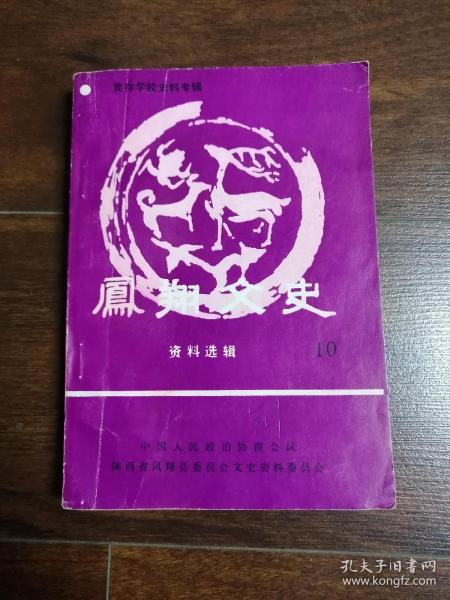 竞存学校史料专辑
鳳翔文史
资料选辑
10
中国人民政治协商会议
陕西省凤翔县委员会文史资料委员会
孔夫子旧书网
www.kongfz.com